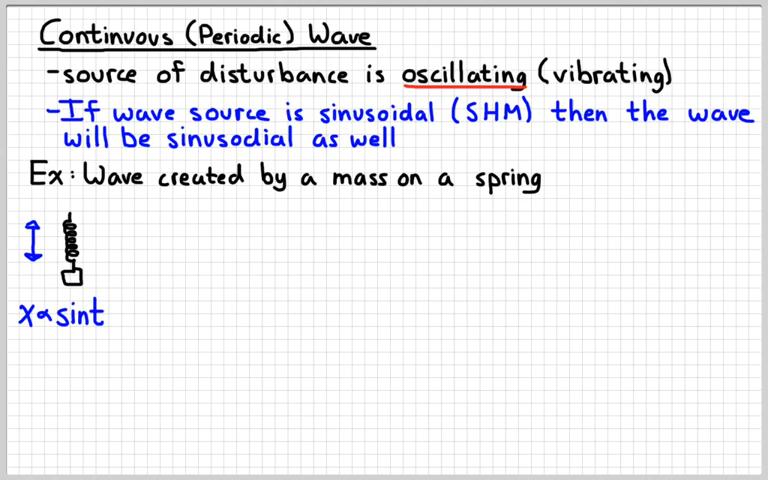 Continuous (Periodic) Wave
-source of disturbance is oscillating (vibrating)
-If wave source is sinusoidal (SHM) then the wave
will be sinusodial as well
Ex: Wave created by a mass on a spring
x∝sint